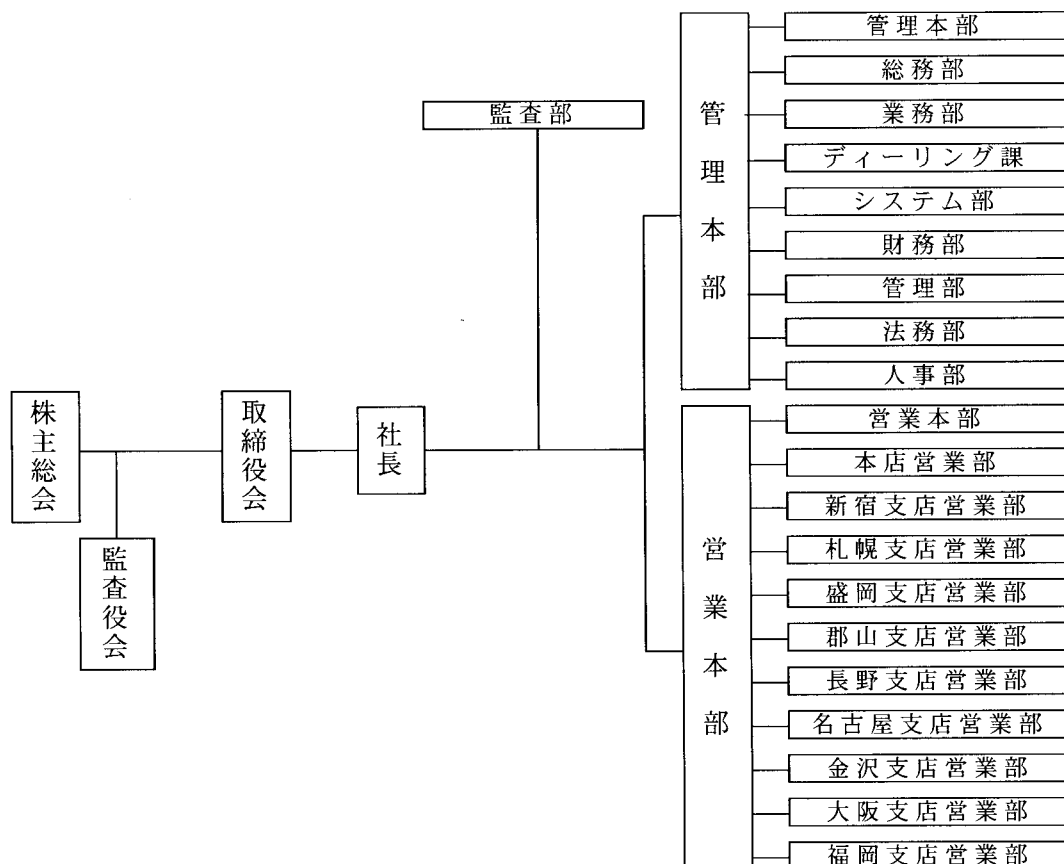 株主総会
監査役会
取締役会
社長
監査部
管理本部
管理本部
総務部
業務部
ディーリング課
システム部
財務部
管理部
法務部
人事部
営業本部
営業本部
本店営業部
新宿支店営業部
札幌支店営業部
盛岡支店営業部
郡山支店営業部
長野支店営業部
名古屋支店営業部
金沢支店営業部
大阪支店営業部
福岡支店営業部